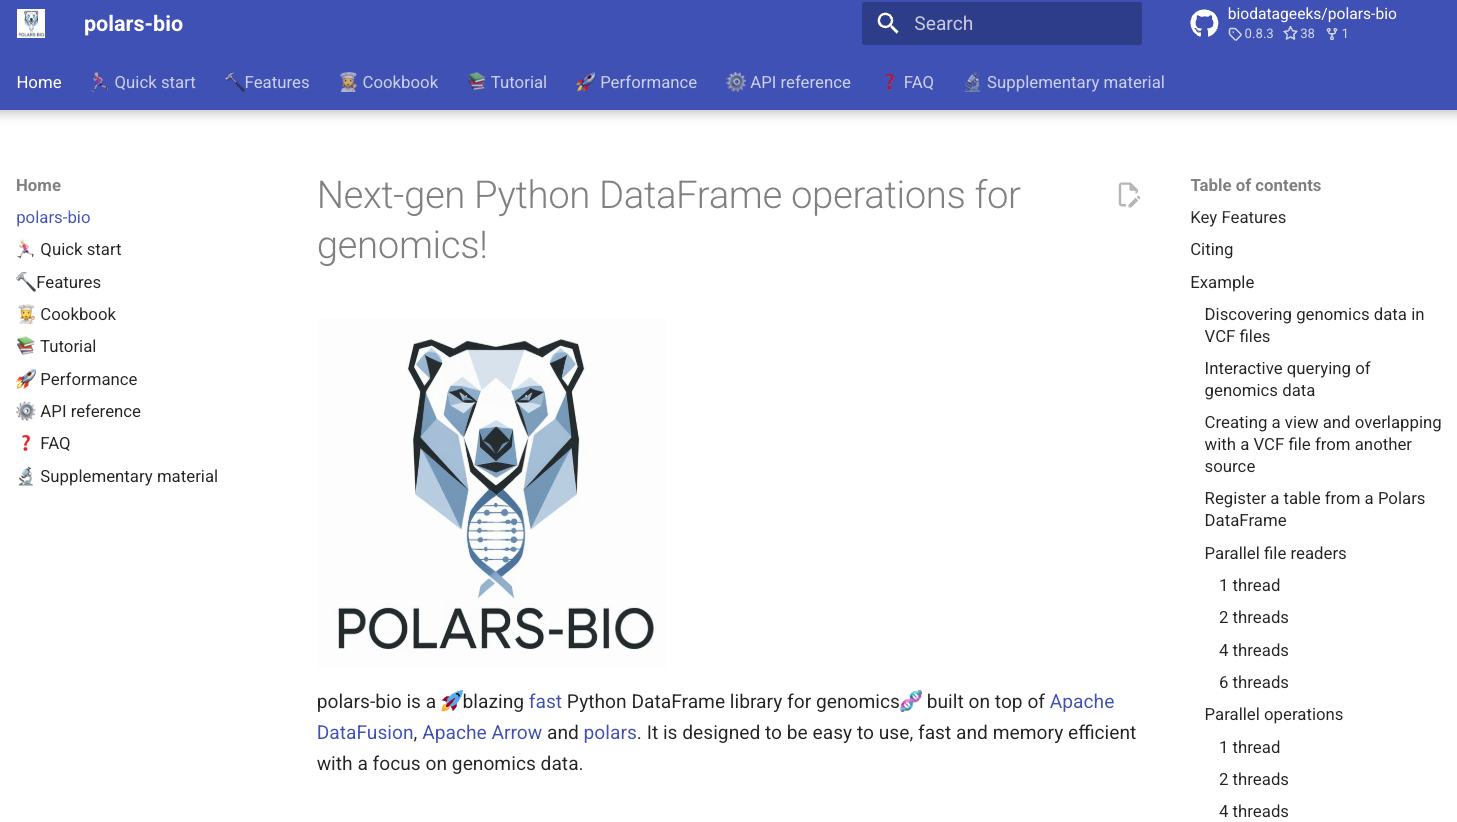 POLARS-BIO
polars-bio
Search
biodatageeks/polars-bio
0.8.3 38 1
Home 🏃 Quick start 🔨Features 👨‍🍳 Cookbook 📚 Tutorial 🚀 Performance ⚙️ API reference ❓ FAQ 🔬 Supplementary material
Home
polars-bio
🏃 Quick start
🔨Features
👨‍🍳 Cookbook
📚 Tutorial
🚀 Performance
⚙️ API reference
❓ FAQ
🔬 Supplementary material
Next-gen Python DataFrame operations for
genomics!
POLARS-BIO
polars-bio is a 🚀blazing fast Python DataFrame library for genomics🧬 built on top of Apache
DataFusion, Apache Arrow and polars. It is designed to be easy to use, fast and memory efficient
with a focus on genomics data.
Table of contents
Key Features
Citing
Example
Discovering genomics data in
VCF files
Interactive querying of
genomics data
Creating a view and overlapping
with a VCF file from another
source
Register a table from a Polars
DataFrame
Parallel file readers
1 thread
2 threads
4 threads
6 threads
Parallel operations
1 thread
2 threads
4 threads